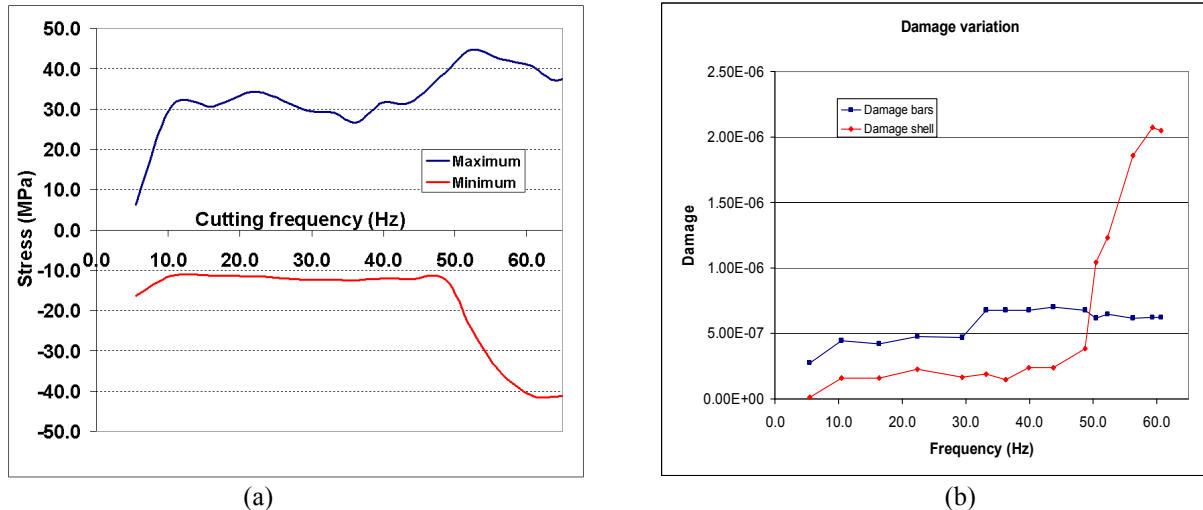 50.0
40.0
30.0
20.0
10.0
0.0
-10.0
-20.0
-30.0
-40.0
-50.0
Stress (MPa)
Cutting frequency (Hz)
0.0 10.0 20.0 30.0 40.0 50.0 60.0
Maximum
Minimum
(a)
Damage variation
2.50E-06
2.00E-06
1.50E-06
1.00E-06
5.00E-07
0.00E+00
Damage
Damage bars
Damage shell
0.0 10.0 20.0 30.0 40.0 50.0 60.0
Frequency (Hz)
(b)